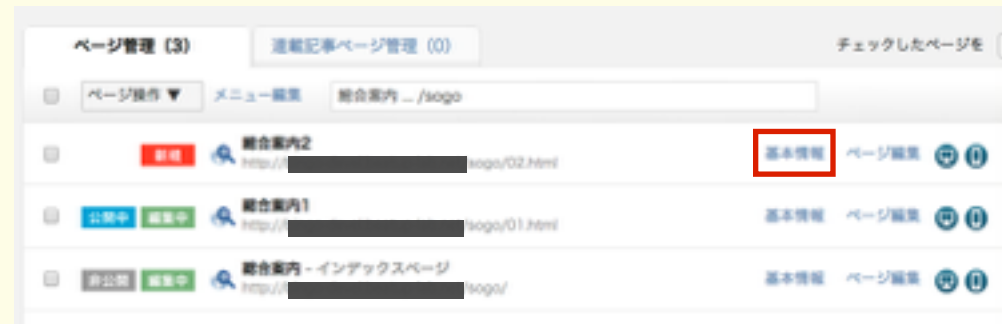 ページ管理 (3) 連載記事ページ管理 (0) チェックしたページを
ページ操作 ▼ メニュー編集 総合案内 ... /sogo
新規 総合案内2 基本情報 ページ編集
http:// sogo/02.html
公開中 編集中 総合案内1 基本情報 ページ編集
http:// /sogo/01.html
非公開 編集中 総合案内 - インデックスページ 基本情報 ページ編集
http:// /sogo/